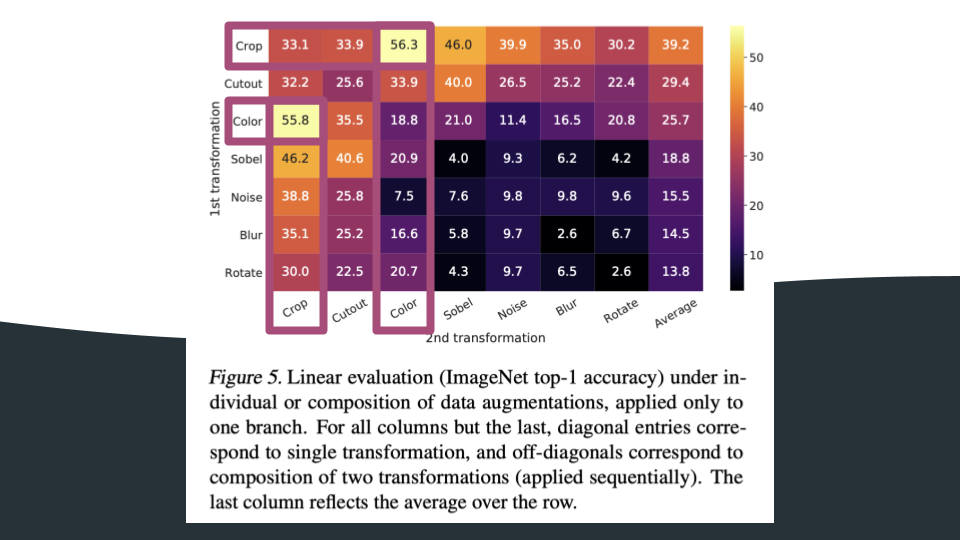 Crop 33.1 33.9 56.3 46.0 39.9 35.0 30.2 39.2
Cutout 32.2 25.6 33.9 40.0 26.5 25.2 22.4 29.4
Color 55.8 35.5 18.8 21.0 11.4 16.5 20.8 25.7
Sobel 46.2 40.6 20.9 4.0 9.3 6.2 4.2 18.8
Noise 38.8 25.8 7.5 7.6 9.8 9.8 9.6 15.5
Blur 35.1 25.2 16.6 5.8 9.7 2.6 6.7 14.5
Rotate 30.0 22.5 20.7 4.3 9.7 6.5 2.6 13.8
Crop Cutout Color Sobel Noise Blur Rotate Average
1st transformation
2nd transformation
50
40
30
20
10
Figure 5. Linear evaluation (ImageNet top-1 accuracy) under in-
dividual or composition of data augmentations, applied only to
one branch. For all columns but the last, diagonal entries corre-
spond to single transformation, and off-diagonals correspond to
composition of two transformations (applied sequentially). The
last column reflects the average over the row.